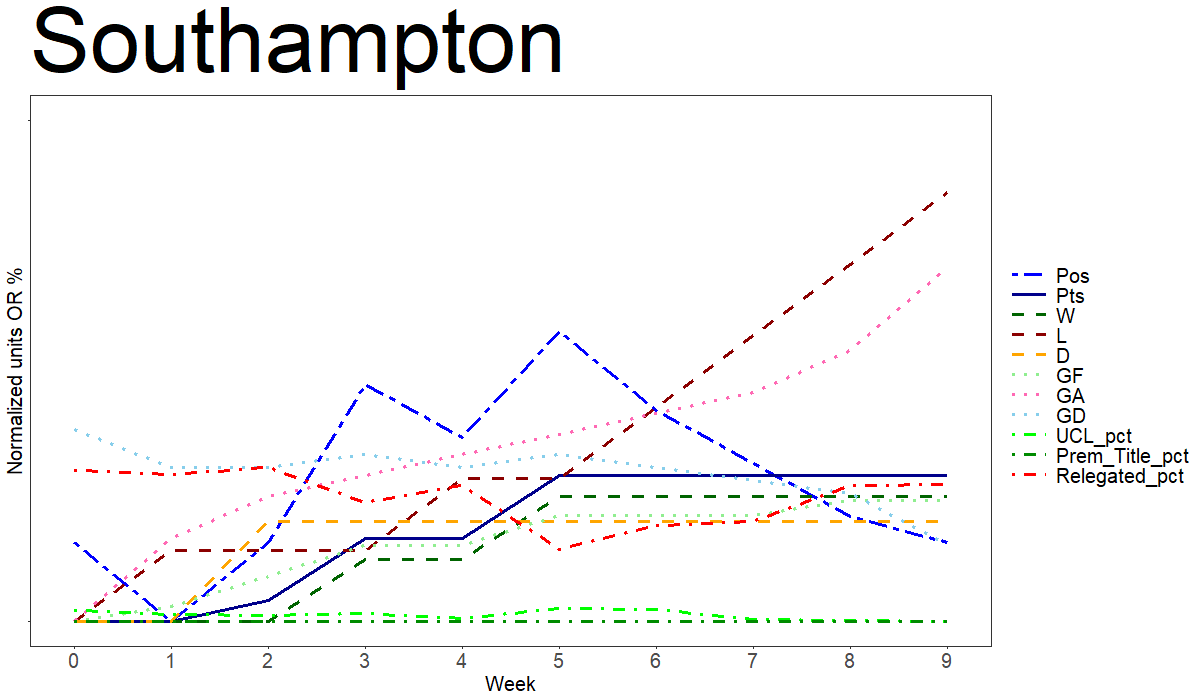 Southampton
Normalized units OR %
0 1 2 3 4 5 6 7 8 9
Week
Pos
Pts
W
L
D
GF
GA
GD
UCL_pct
Prem_Title_pct
Relegated_pct